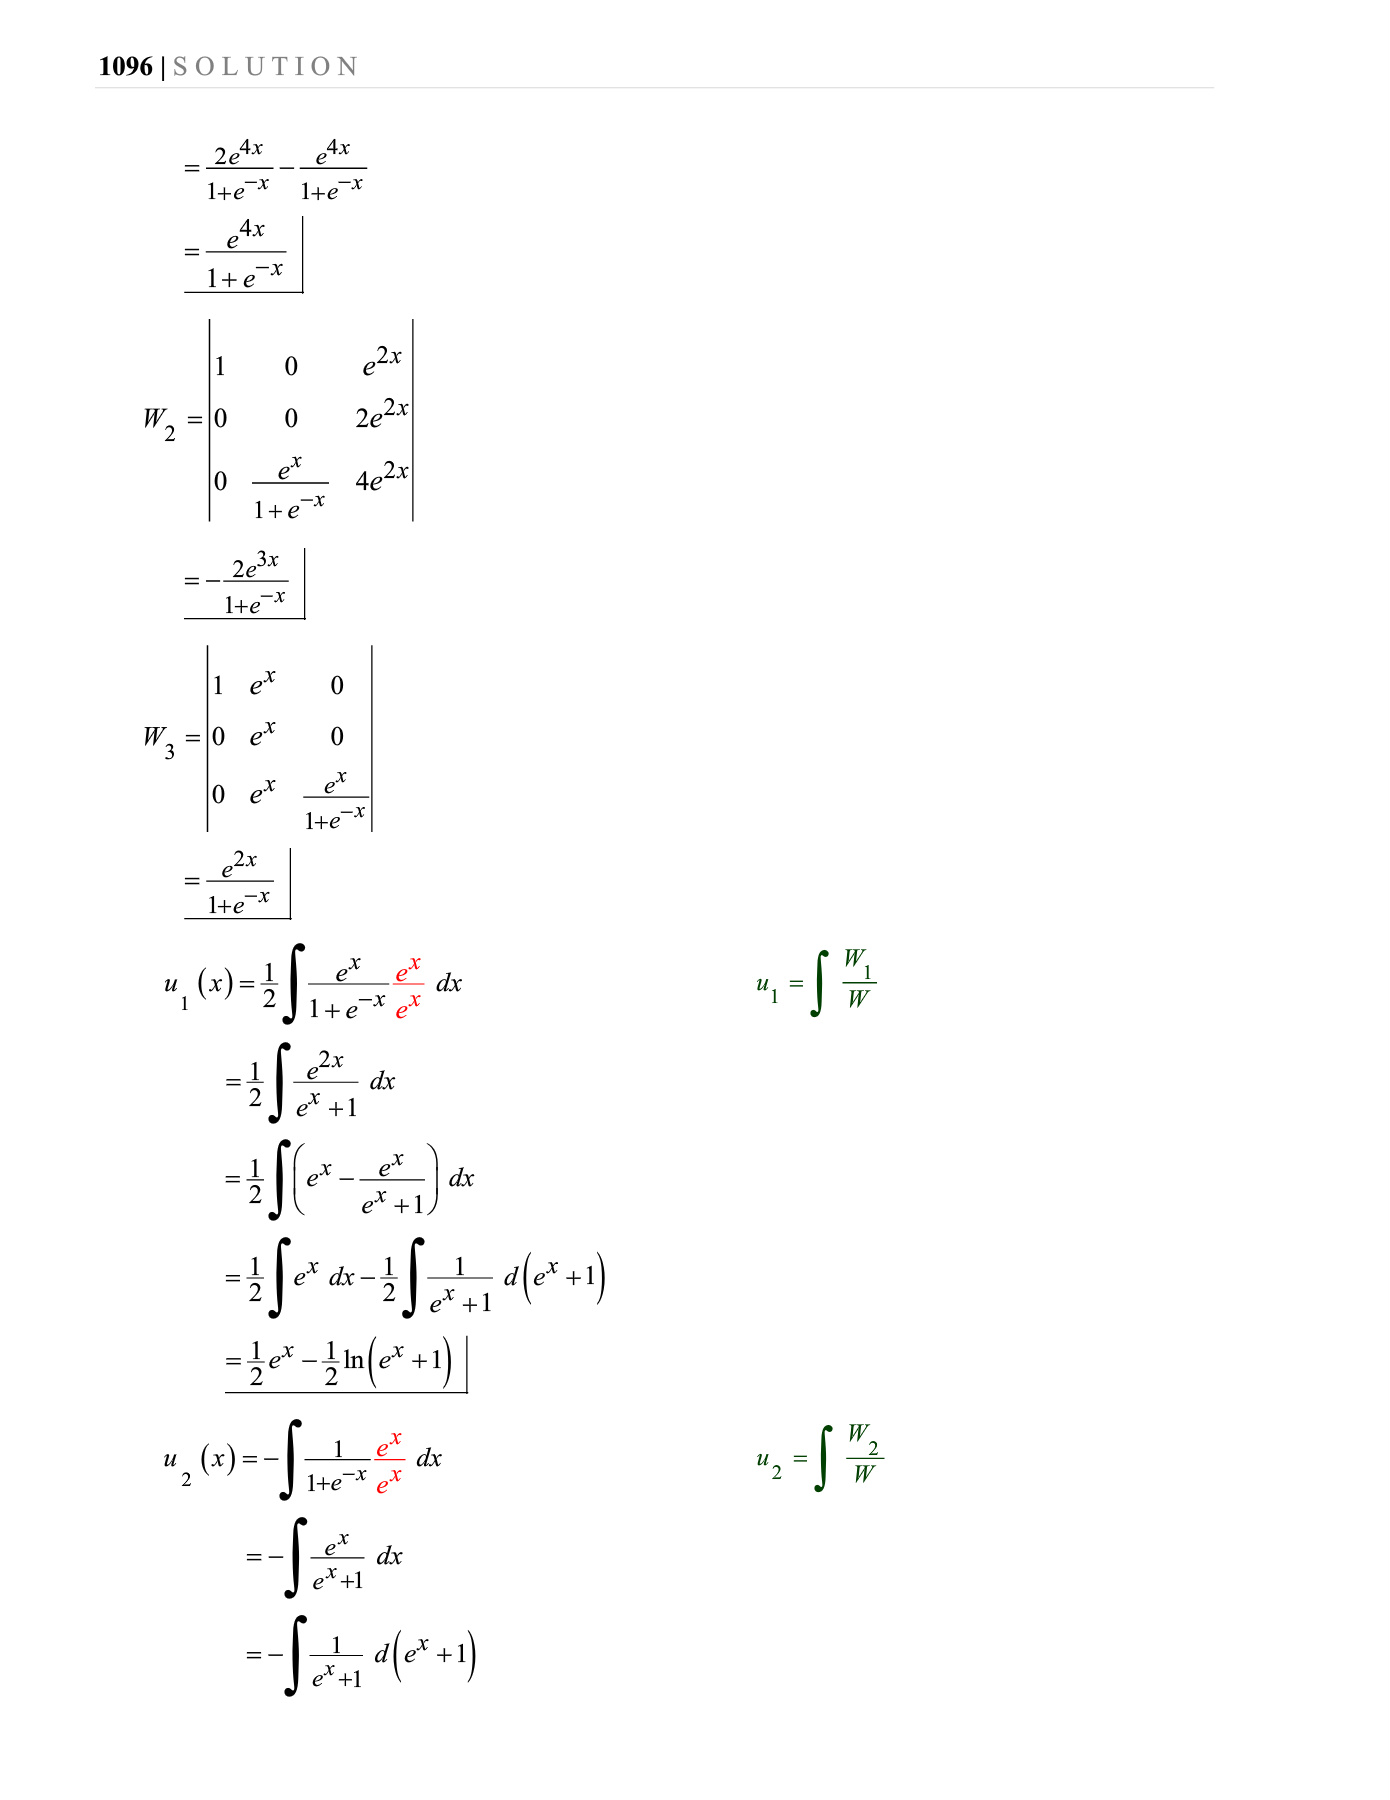 1096 | SOLUTION
= \frac{2e^{4x}}{1+e^{-x}} - \frac{e^{4x}}{1+e^{-x}}
= \frac{e^{4x}}{1+e^{-x}}
W_2 = \begin{vmatrix} 1 & 0 & e^{2x} \\ 0 & 0 & 2e^{2x} \\ 0 & \frac{e^x}{1+e^{-x}} & 4e^{2x} \end{vmatrix}
= -\frac{2e^{3x}}{1+e^{-x}}
W_3 = \begin{vmatrix} 1 & e^x & 0 \\ 0 & e^x & 0 \\ 0 & e^x & \frac{e^x}{1+e^{-x}} \end{vmatrix}
= \frac{e^{2x}}{1+e^{-x}}
u_1(x) = \frac{1}{2} \int \frac{e^x}{1+e^{-x}} \frac{e^x}{e^x} dx    u_1 = \int \frac{W_1}{W}
= \frac{1}{2} \int \frac{e^{2x}}{e^x+1} dx
= \frac{1}{2} \int \left( e^x - \frac{e^x}{e^x+1} \right) dx
= \frac{1}{2} \int e^x dx - \frac{1}{2} \int \frac{1}{e^x+1} d(e^x+1)
= \frac{1}{2} e^x - \frac{1}{2} \ln(e^x+1)
u_2(x) = -\int \frac{1}{1+e^{-x}} \frac{e^x}{e^x} dx    u_2 = \int \frac{W_2}{W}
= -\int \frac{e^x}{e^x+1} dx
= -\int \frac{1}{e^x+1} d(e^x+1)